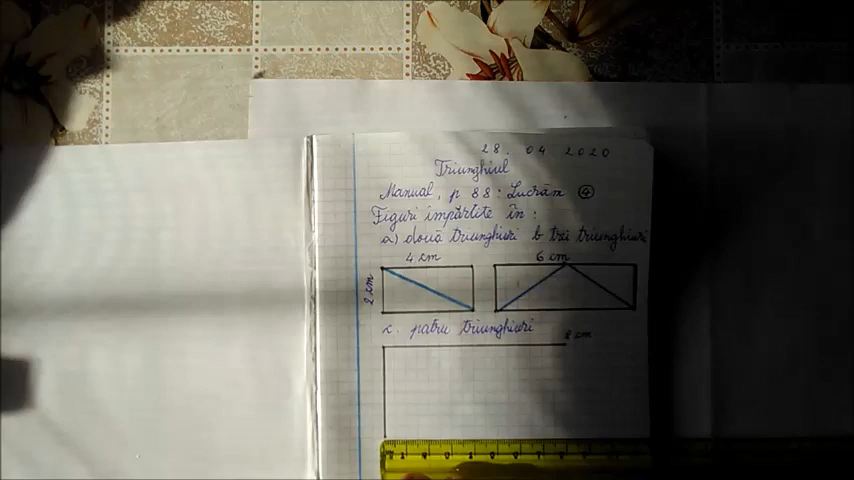 28. 04 2020
Triunghiul
Manual, p 88: Lucrăm ④
Figuri împărțite în:
a) două triunghiuri b trei triunghiuri
4 cm 6 cm
2 cm
c. patru triunghiuri
8 cm